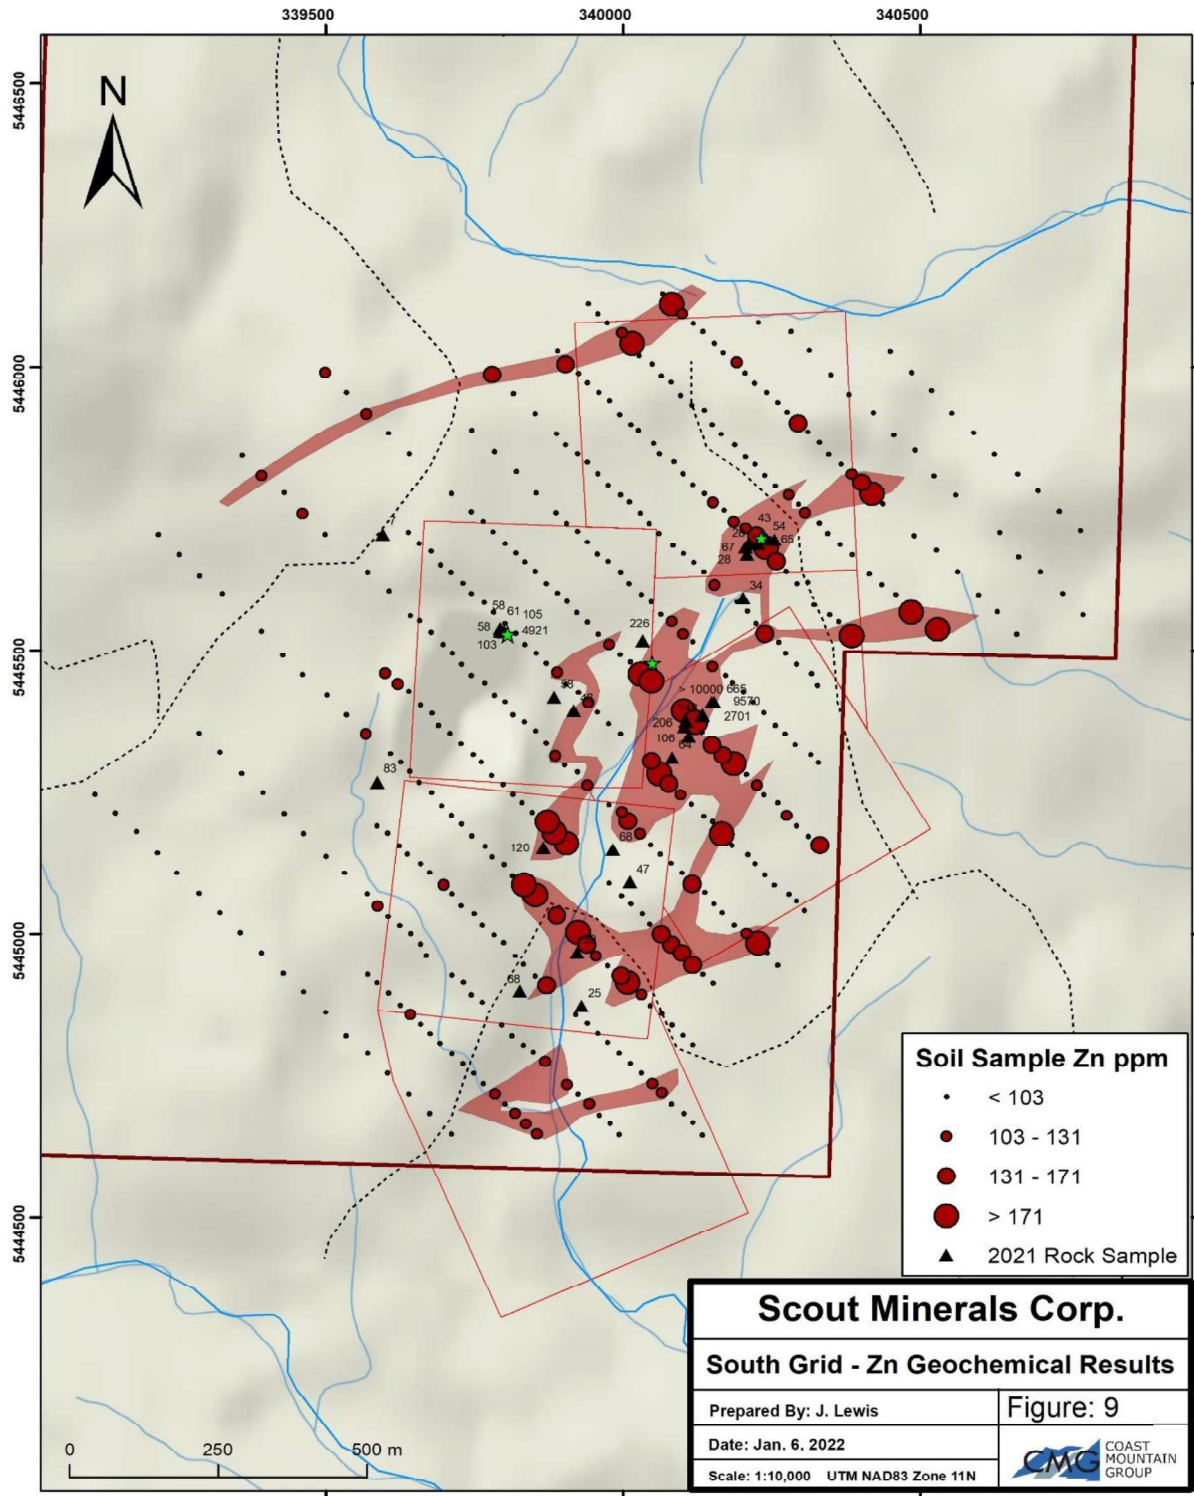 339500 340000 340500
5446500
N
5446000
7
43
28 54
67 65
28
34
58 61 105
58 4921
103
226
5445500
58
48
> 10000 665
9570
206 2701
106
64
83
120 68
47
5445000
68
25
5444500
Soil Sample Zn ppm
< 103
103 - 131
131 - 171
> 171
2021 Rock Sample
Scout Minerals Corp.
South Grid - Zn Geochemical Results
Prepared By: J. Lewis
Figure: 9
Date: Jan. 6. 2022
Scale: 1:10,000 UTM NAD83 Zone 11N
CMG COAST
MOUNTAIN
GROUP
0 250 500 m